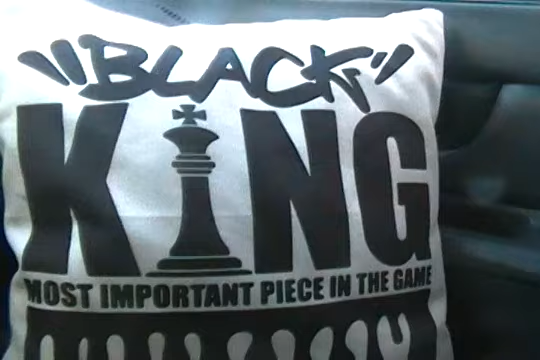 "BLACK"
KING
MOST IMPORTANT PIECE IN THE GAME